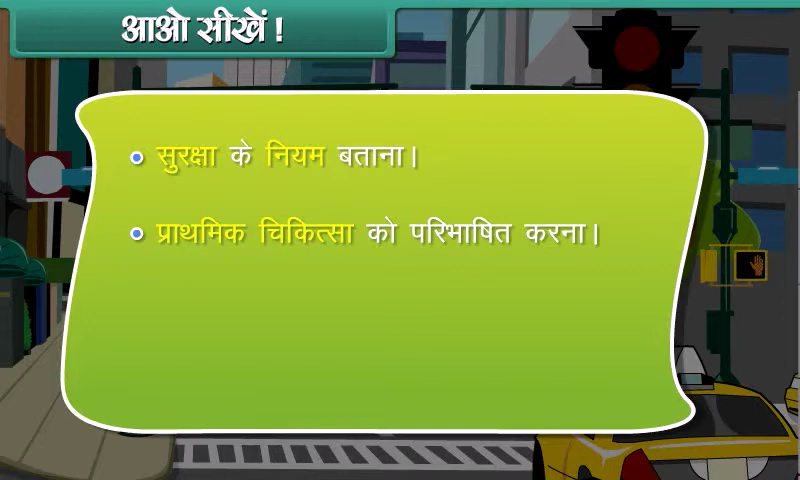 आओ सीखें!
सुरक्षा के नियम बताना।
प्राथमिक चिकित्सा को परिभाषित करना।